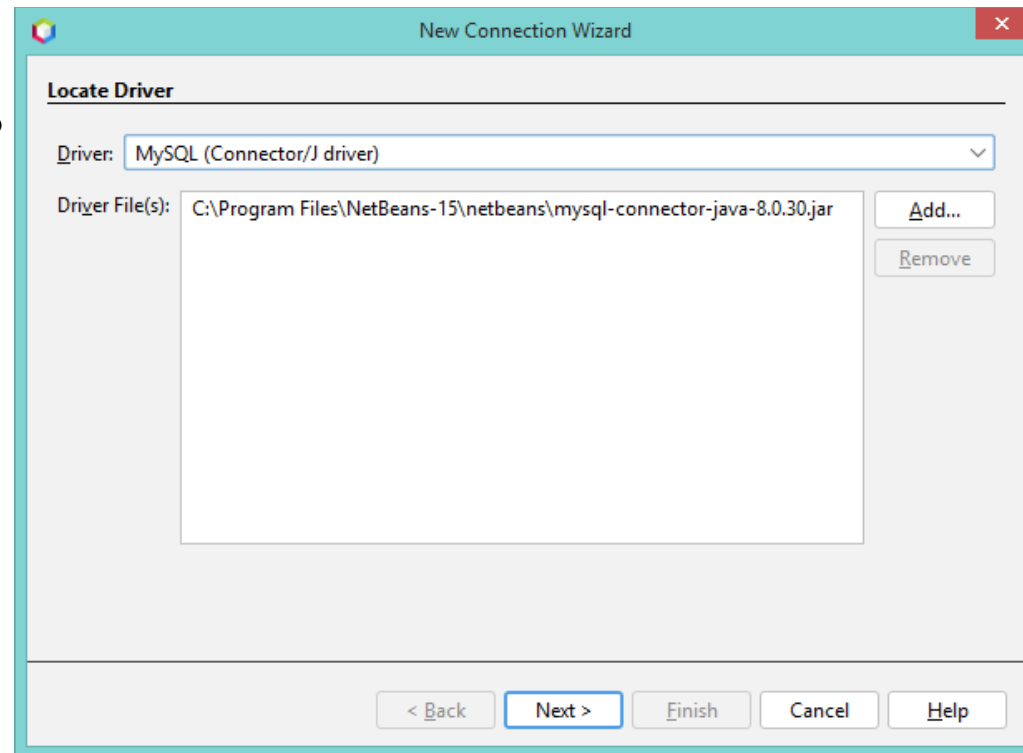 New Connection Wizard
Locate Driver
Driver: MySQL (Connector/J driver)
Driver File(s): C:\Program Files\NetBeans-15\netbeans\mysql-connector-java-8.0.30.jar Add...
Remove
< Back Next > Finish Cancel Help